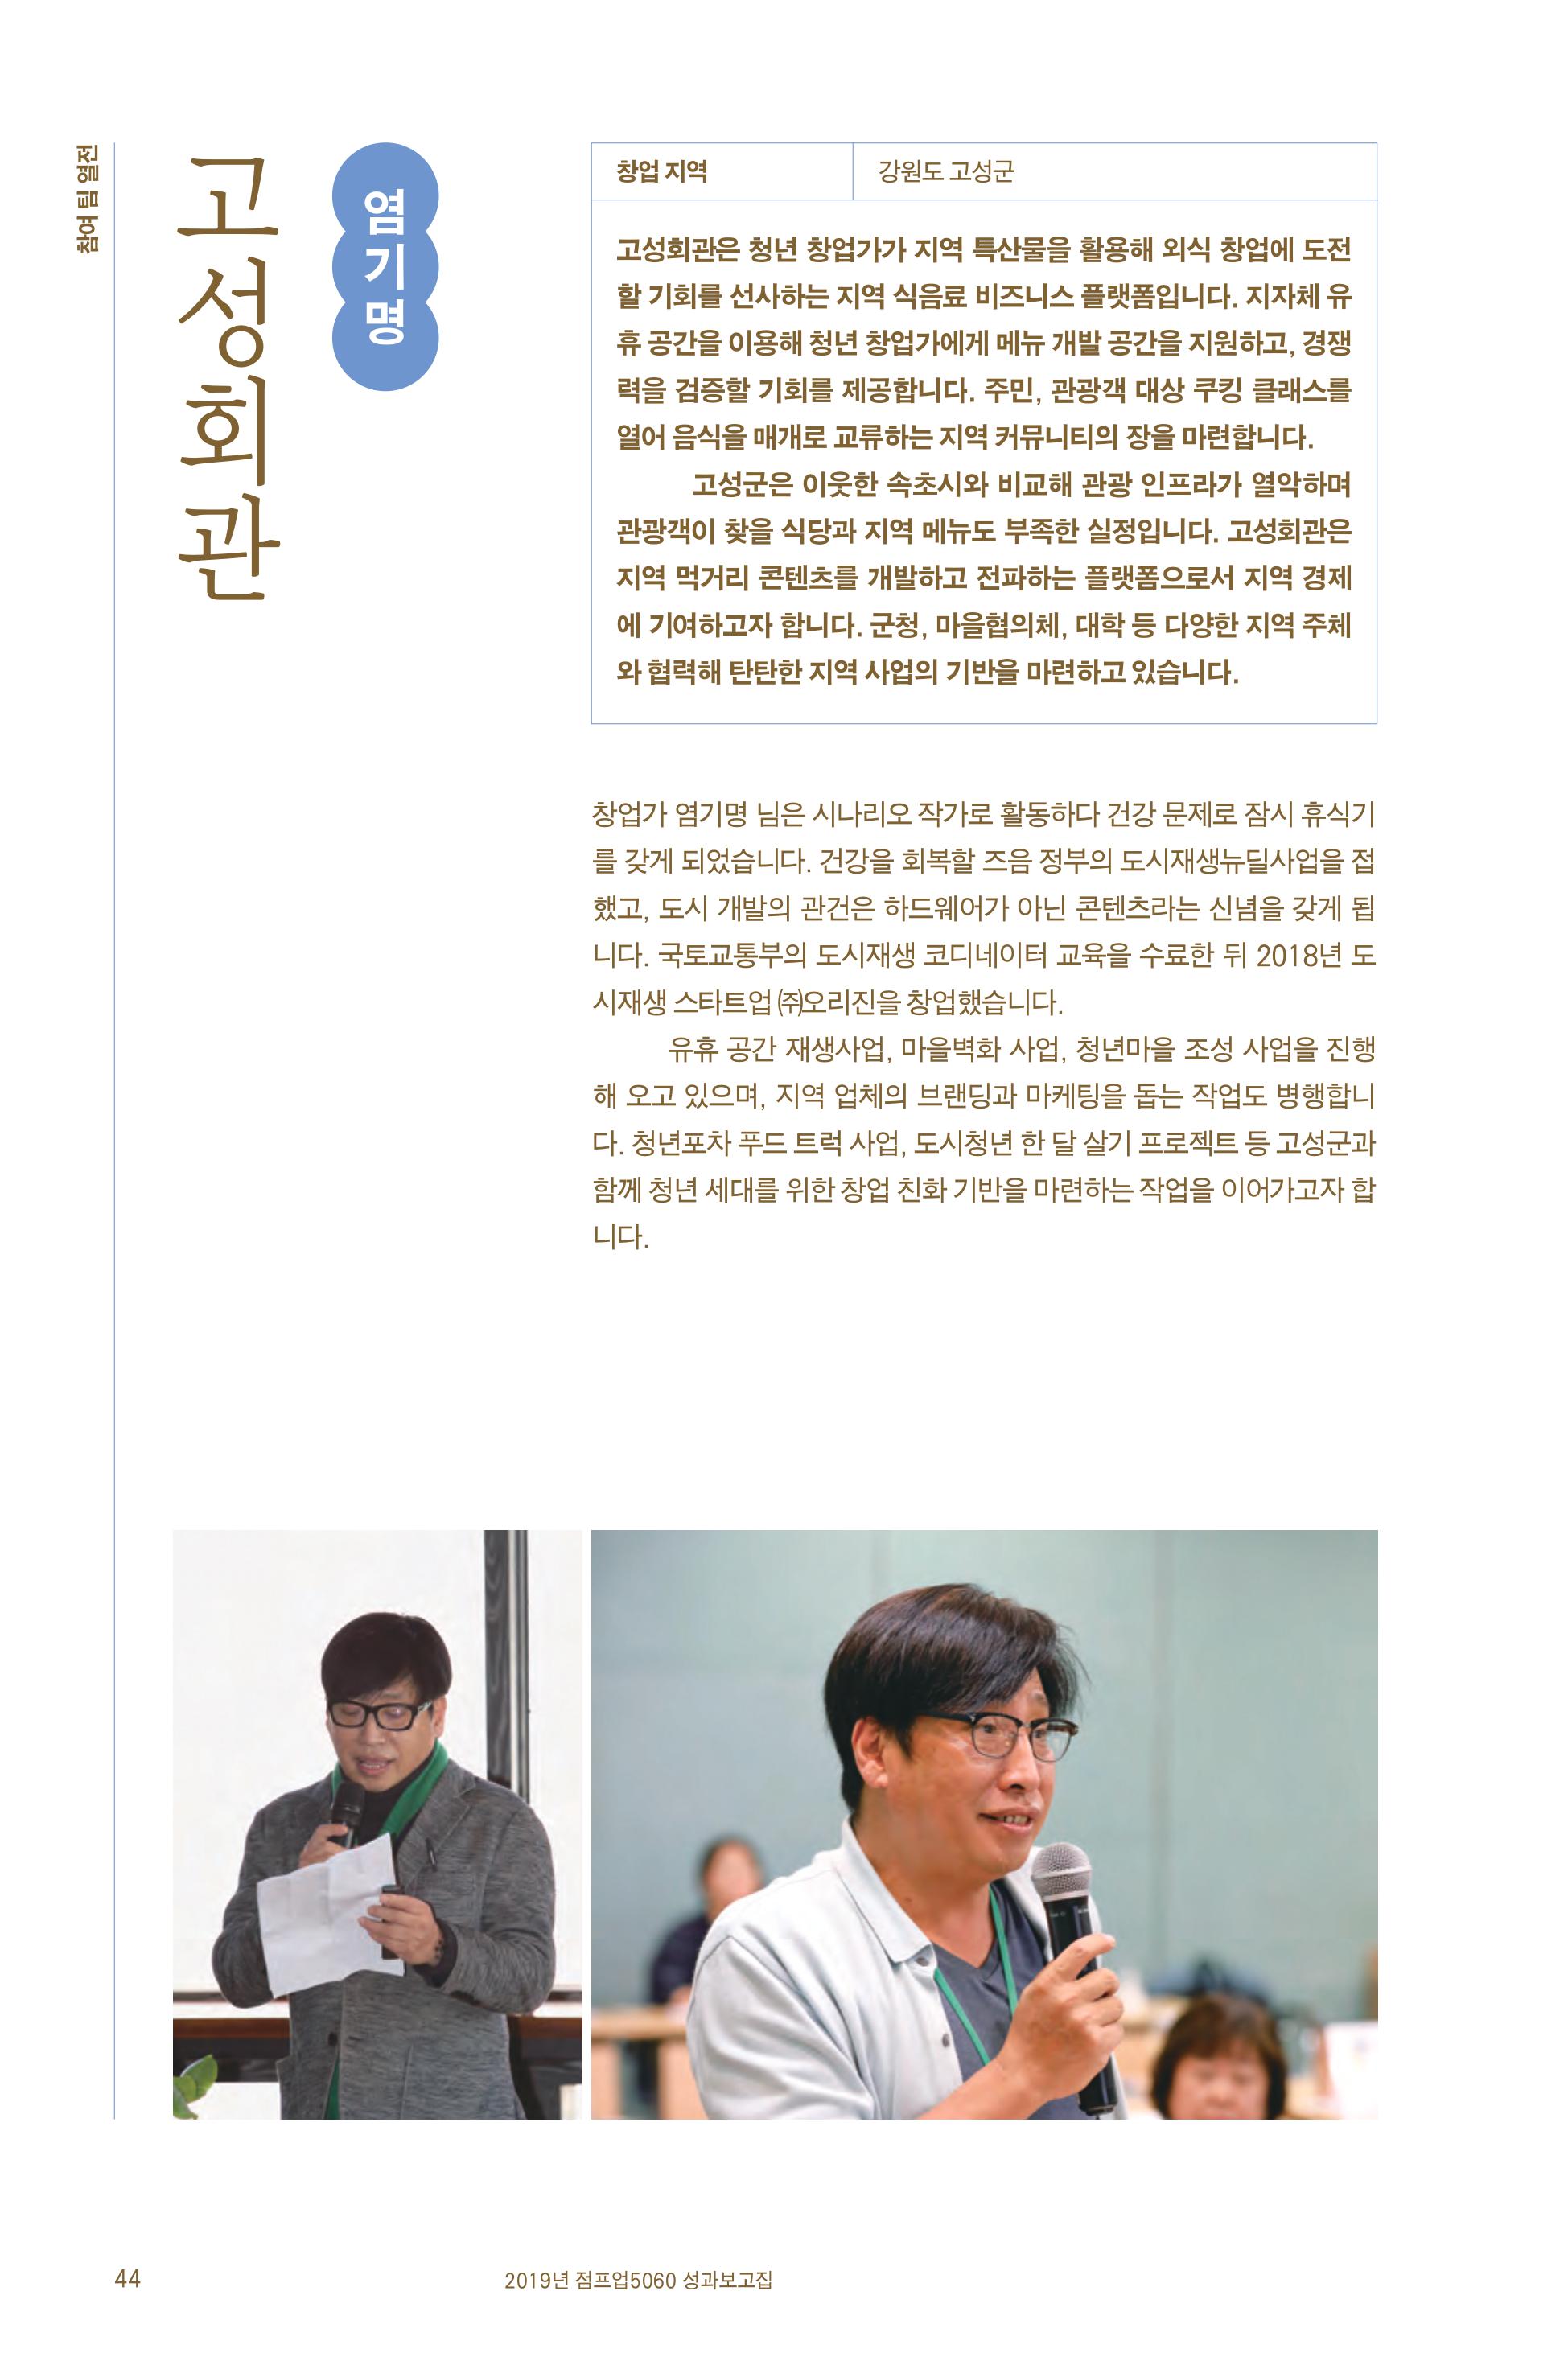 참여 팀 열전
고성회관
염기명
창업 지역
강원도 고성군
고성회관은 청년 창업가가 지역 특산물을 활용해 외식 창업에 도전
할 기회를 선사하는 지역 식음료 비즈니스 플랫폼입니다. 지자체 유
휴 공간을 이용해 청년 창업가에게 메뉴 개발 공간을 지원하고, 경쟁
력을 검증할 기회를 제공합니다. 주민, 관광객 대상 쿠킹 클래스를
열어 음식을 매개로 교류하는 지역 커뮤니티의 장을 마련합니다.
고성군은 이웃한 속초시와 비교해 관광 인프라가 열악하며
관광객이 찾을 식당과 지역 메뉴도 부족한 실정입니다. 고성회관은
지역 먹거리 콘텐츠를 개발하고 전파하는 플랫폼으로서 지역 경제
에 기여하고자 합니다. 군청, 마을협의체, 대학 등 다양한 지역 주체
와 협력해 탄탄한 지역 사업의 기반을 마련하고 있습니다.
창업가 염기명 님은 시나리오 작가로 활동하다 건강 문제로 잠시 휴식기
를 갖게 되었습니다. 건강을 회복할 즈음 정부의 도시재생뉴딜사업을 접
했고, 도시 개발의 관건은 하드웨어가 아닌 콘텐츠라는 신념을 갖게 됩
니다. 국토교통부의 도시재생 코디네이터 교육을 수료한 뒤 2018년 도
시재생 스타트업 ㈜오리진을 창업했습니다.
유휴 공간 재생사업, 마을벽화 사업, 청년마을 조성 사업을 진행
해 오고 있으며, 지역 업체의 브랜딩과 마케팅을 돕는 작업도 병행합니
다. 청년포차 푸드 트럭 사업, 도시청년 한 달 살기 프로젝트 등 고성군과
함께 청년 세대를 위한 창업 친화 기반을 마련하는 작업을 이어가고자 합
니다.
44
2019년 점프업5060 성과보고집